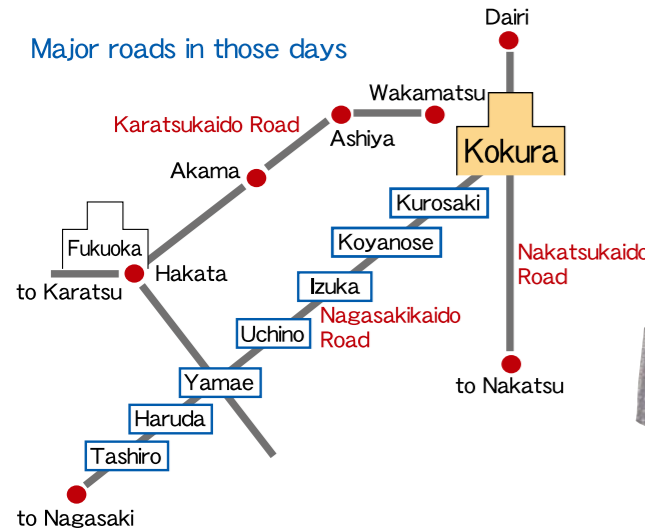 Major roads in those days
Dairi
Wakamatsu
Karatsukaido Road
Ashiya
Kokura
Akama
Kurosaki
Fukuoka
Koyanose
Hakata
Nakatsukaido
Road
to Karatsu
Izuka
Nagasakikaido
Road
Uchino
Yamae
to Nakatsu
Haruda
Tashiro
to Nagasaki